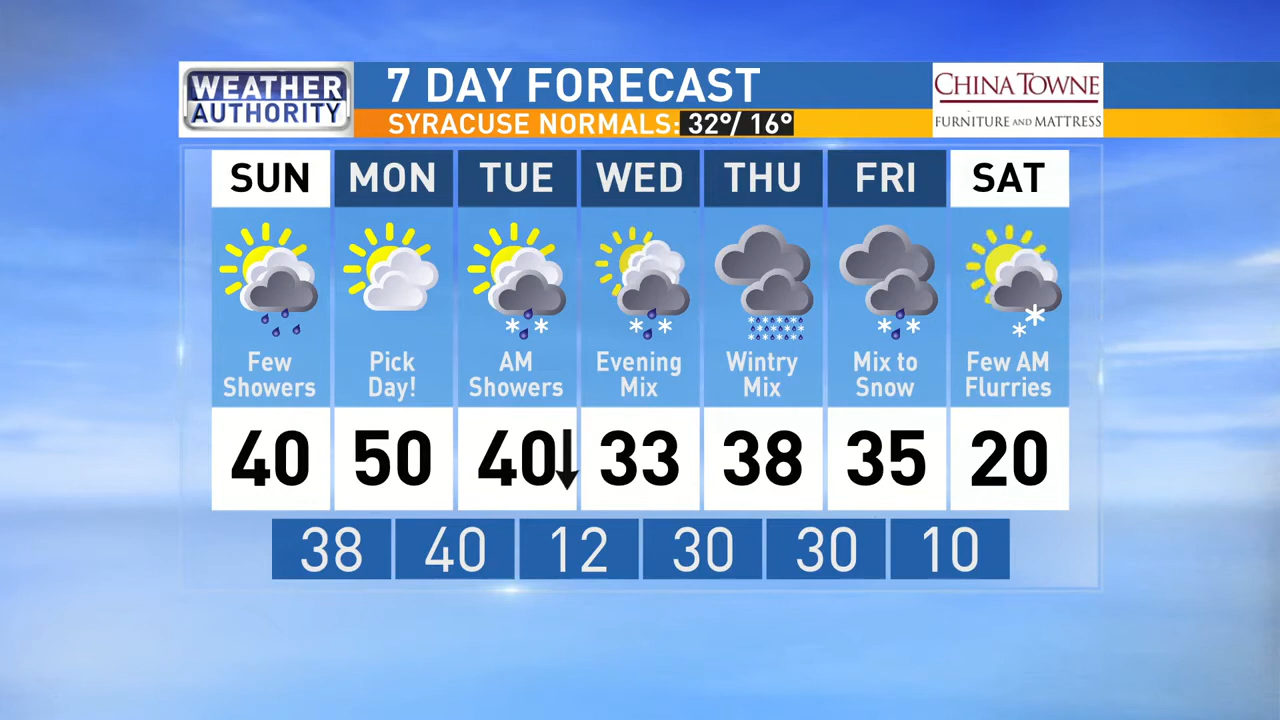 WEATHER
AUTHORITY
7 DAY FORECAST
SYRACUSE NORMALS: 32°/ 16°
CHINA TOWNE
FURNITURE AND MATTRESS
SUN MON TUE WED THU FRI SAT
Few Showers
Pick Day!
AM Showers
Evening Mix
Wintry Mix
Mix to Snow
Few AM Flurries
40 50 40 33 38 35 20
38 40 12 30 30 10